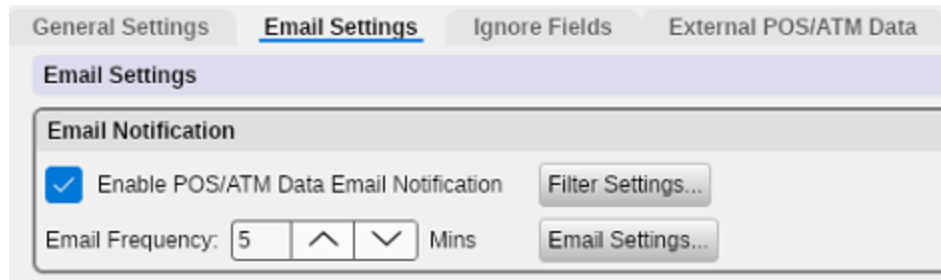 General Settings Email Settings Ignore Fields External POS/ATM Data
Email Settings
Email Notification
Enable POS/ATM Data Email Notification Filter Settings...
Email Frequency: 5 Mins Email Settings...